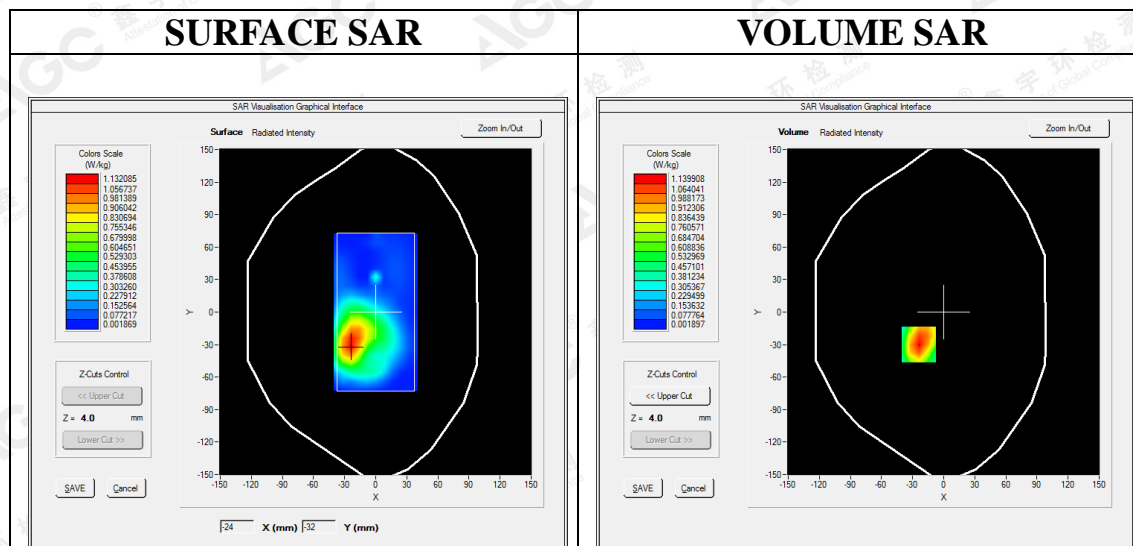 SURFACE SAR
VOLUME SAR
SAR Visualisation Graphical Interface
Surface Radiated Intensity
Zoom In/Out
Colors Scale
(W/kg)
1.132085
1.056737
0.981389
0.906042
0.830694
0.755346
0.679998
0.604651
0.529303
0.453955
0.378608
0.303260
0.227912
0.152564
0.077217
0.001869
150
120
90
60
30
0
-30
-60
-90
-120
-150
Y
-150 -120 -90 -60 -30 0 30 60 90 120 150
X
Z-Cuts Control
<< Upper Cut
Z = 4.0 mm
Lower Cut >>
SAVE Cancel
-24 X (mm) -32 Y (mm)
SAR Visualisation Graphical Interface
Volume Radiated Intensity
Zoom In/Out
Colors Scale
(W/kg)
1.139908
1.064041
0.988173
0.912306
0.836439
0.760571
0.684704
0.608836
0.532969
0.457101
0.381234
0.305367
0.229499
0.153632
0.077764
0.001897
150
120
90
60
30
0
-30
-60
-90
-120
-150
Y
-150 -120 -90 -60 -30 0 30 60 90 120 150
X
Z-Cuts Control
<< Upper Cut
Z = 4.0 mm
Lower Cut >>
SAVE Cancel